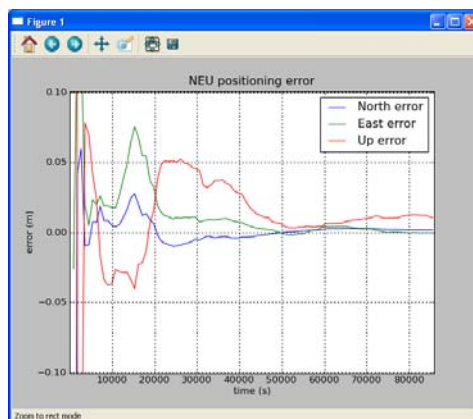 Figure 1
NEU positioning error
0.10
0.05
0.00
−0.05
−0.10
error (m)
North error
East error
Up error
10000 20000 30000 40000 50000 60000 70000 80000
time (s)
Zoom to rect mode